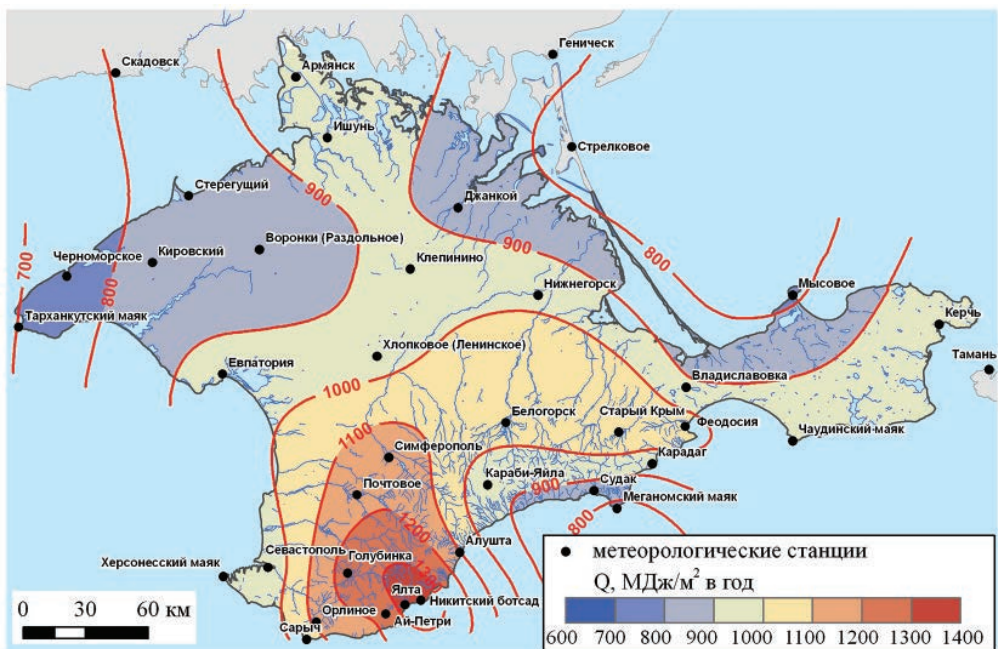 Геническ
Скадовск
Армянск
Ишунь
Стрелковое
900
Стерегущий
Джанкой
700
Черноморское
Кировский
Воронки (Раздольное)
900
800
800
Клепинино
Мысовое
Нижнегорск
Тарханкутский маяк
Керчь
Хлопковое (Ленинское)
Евпатория
Тамань
1000
Владиславовка
Белогорск
Старый Крым
Феодосия
1100
Чаудинский маяк
Симферополь
Карадаг
Караби-Яйла
Почтовое
900
Судак
Меганомский маяк
1200
800
Севастополь
Голубинка
Алушта
Херсонесский маяк
Ялта
Никитский ботсад
Орлиное
Ай-Петри
Сарыч
0 30 60 км
метеорологические станции
Q, МДж/м² в год
600 700 800 900 1000 1100 1200 1300 1400